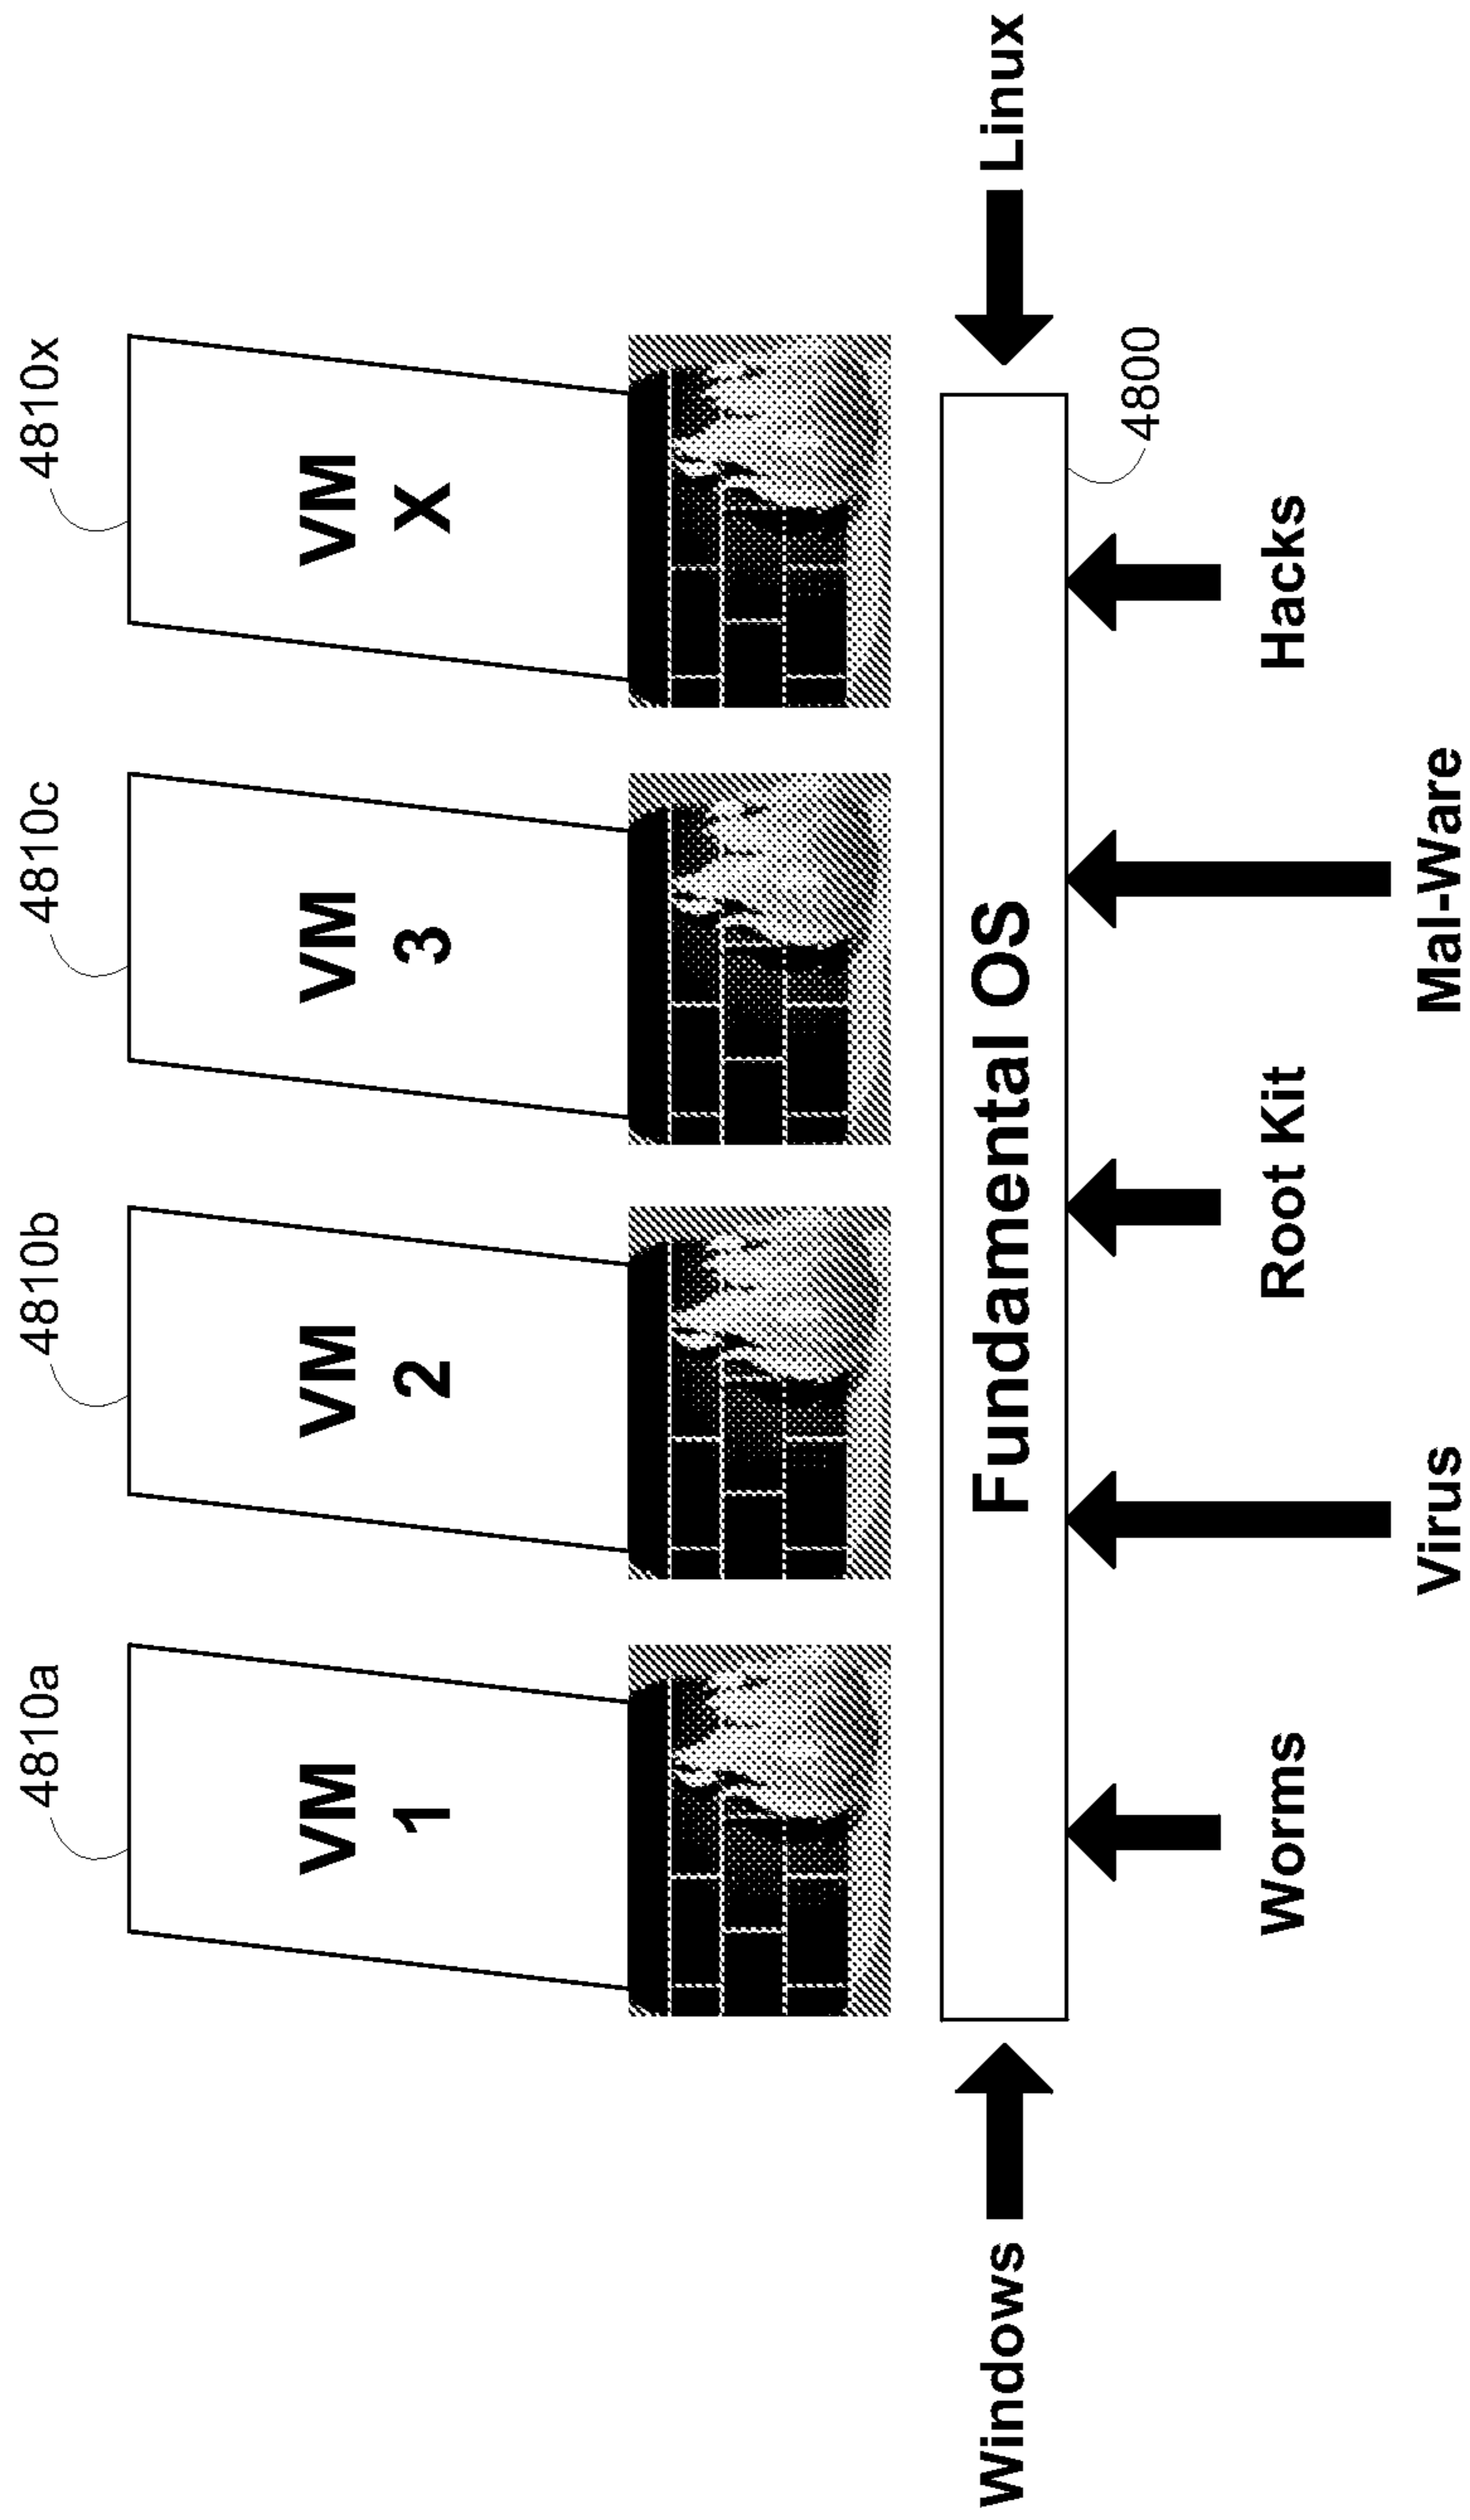 4810a
4810b
4810c
4810x
VM
1
VM
2
VM
3
VM
X
Windows
Fundamental OS
Linux
4800
Worms
Root Kit
Hacks
Virus
Mal-Ware